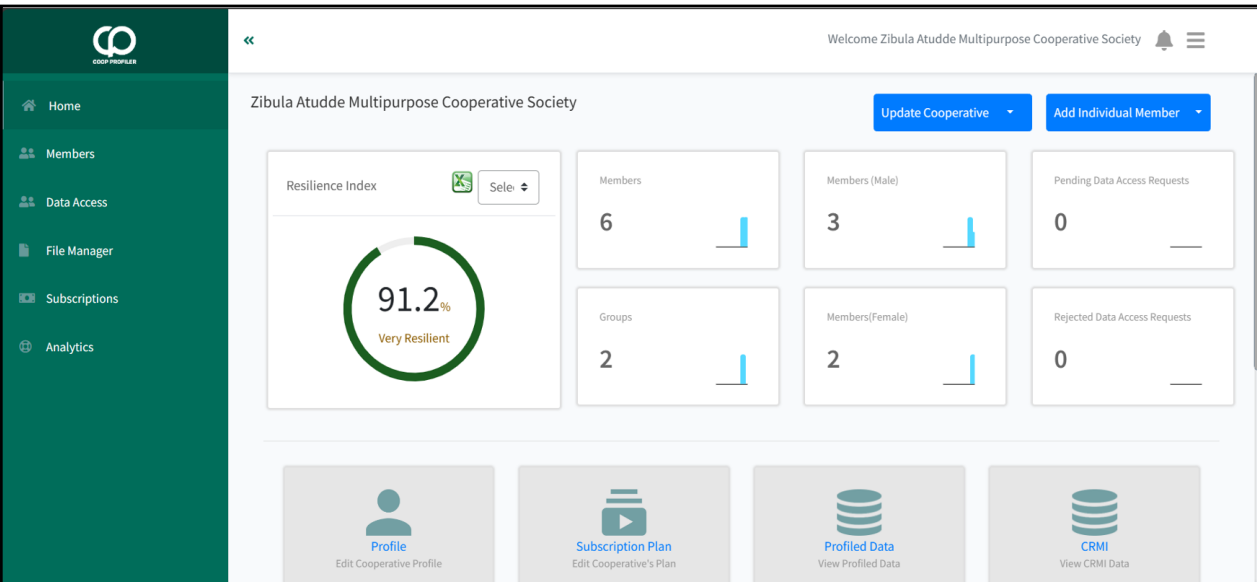 COOP PROFILER
Welcome Zibula Atudde Multipurpose Cooperative Society
Home
Members
Data Access
File Manager
Subscriptions
Analytics
Zibula Atudde Multipurpose Cooperative Society
Update Cooperative
Add Individual Member
Resilience Index
Sele
91.2%
Very Resilient
Members
6
Members (Male)
3
Pending Data Access Requests
0
Groups
2
Members(Female)
2
Rejected Data Access Requests
0
Profile
Edit Cooperative Profile
Subscription Plan
Edit Cooperative's Plan
Profiled Data
View Profiled Data
CRMI
View CRMI Data